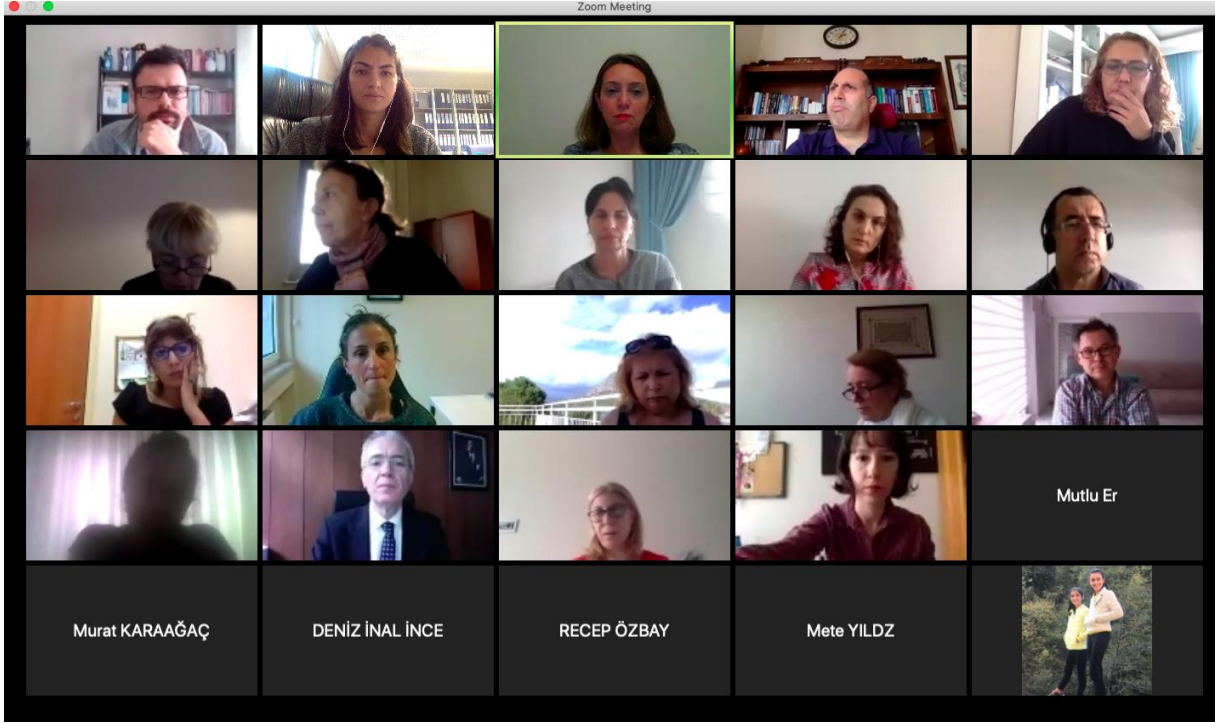 Zoom Meeting
Mutlu Er
Murat KARAAĞAÇ
DENİZ İNAL İNCE
RECEP ÖZBAY
Mete YILDZ